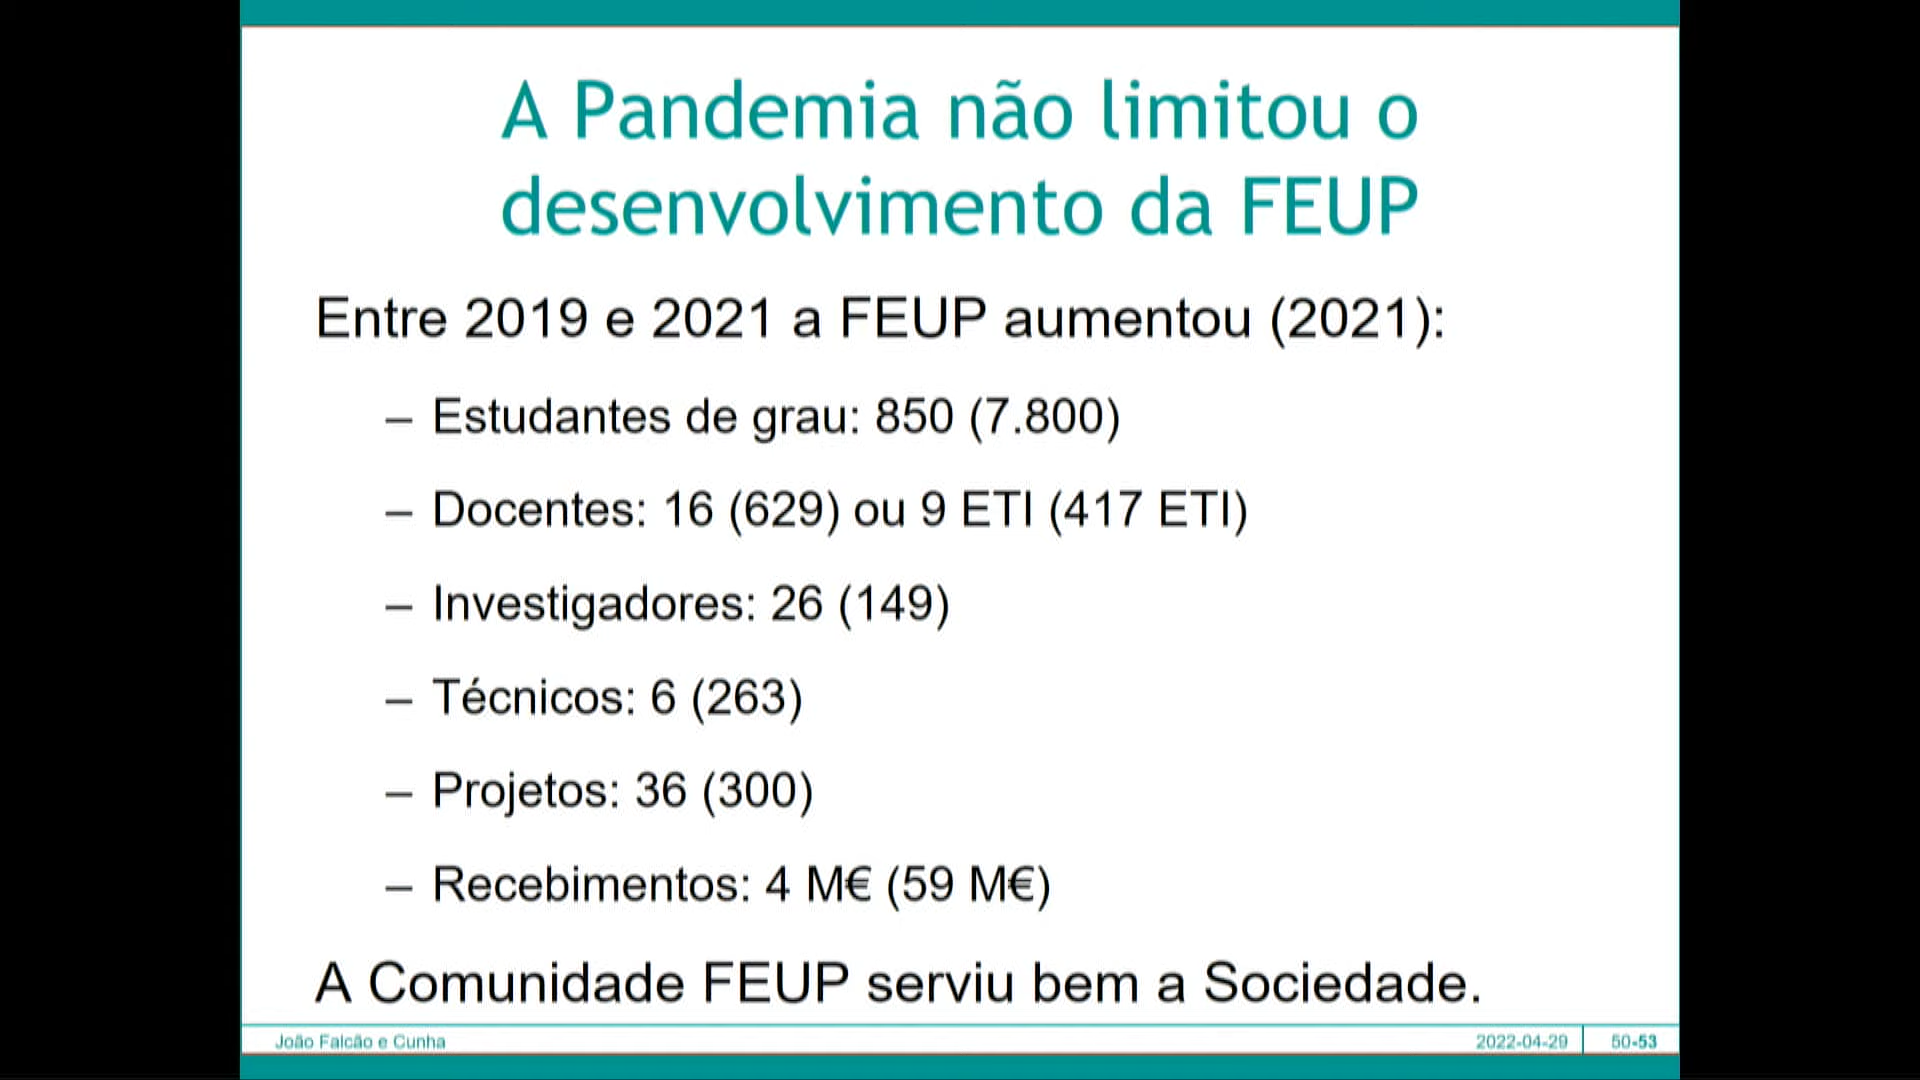 A Pandemia não limitou o
desenvolvimento da FEUP
Entre 2019 e 2021 a FEUP aumentou (2021):
– Estudantes de grau: 850 (7.800)
– Docentes: 16 (629) ou 9 ETI (417 ETI)
– Investigadores: 26 (149)
– Técnicos: 6 (263)
– Projetos: 36 (300)
– Recebimentos: 4 M€ (59 M€)
A Comunidade FEUP serviu bem a Sociedade.
João Falcão e Cunha
2022-04-29
50-53